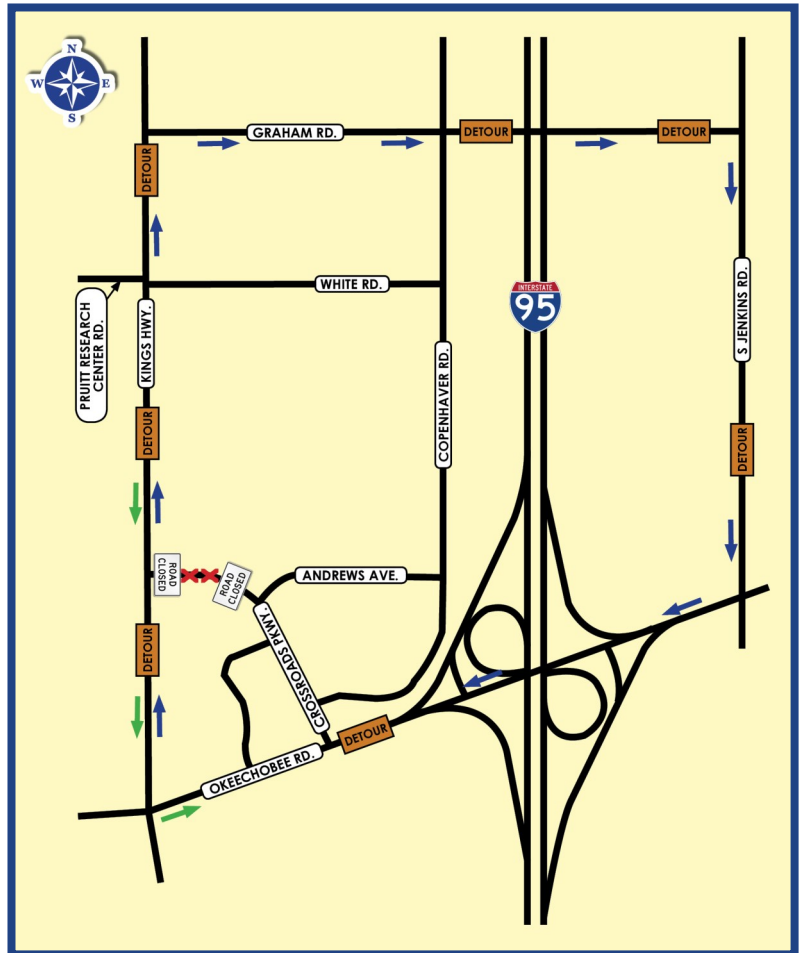 N
W E
S
GRAHAM RD.
DETOUR
DETOUR
DETOUR
WHITE RD.
INTERSTATE
95
PRUITT RESEARCH
CENTER RD.
KINGS HWY.
S JENKINS RD.
COPENHAVER RD.
DETOUR
DETOUR
ROAD
CLOSED
ROAD
CLOSED
ANDREWS AVE.
CROSSROADS PKWY.
DETOUR
DETOUR
OKEECHOBEE RD.